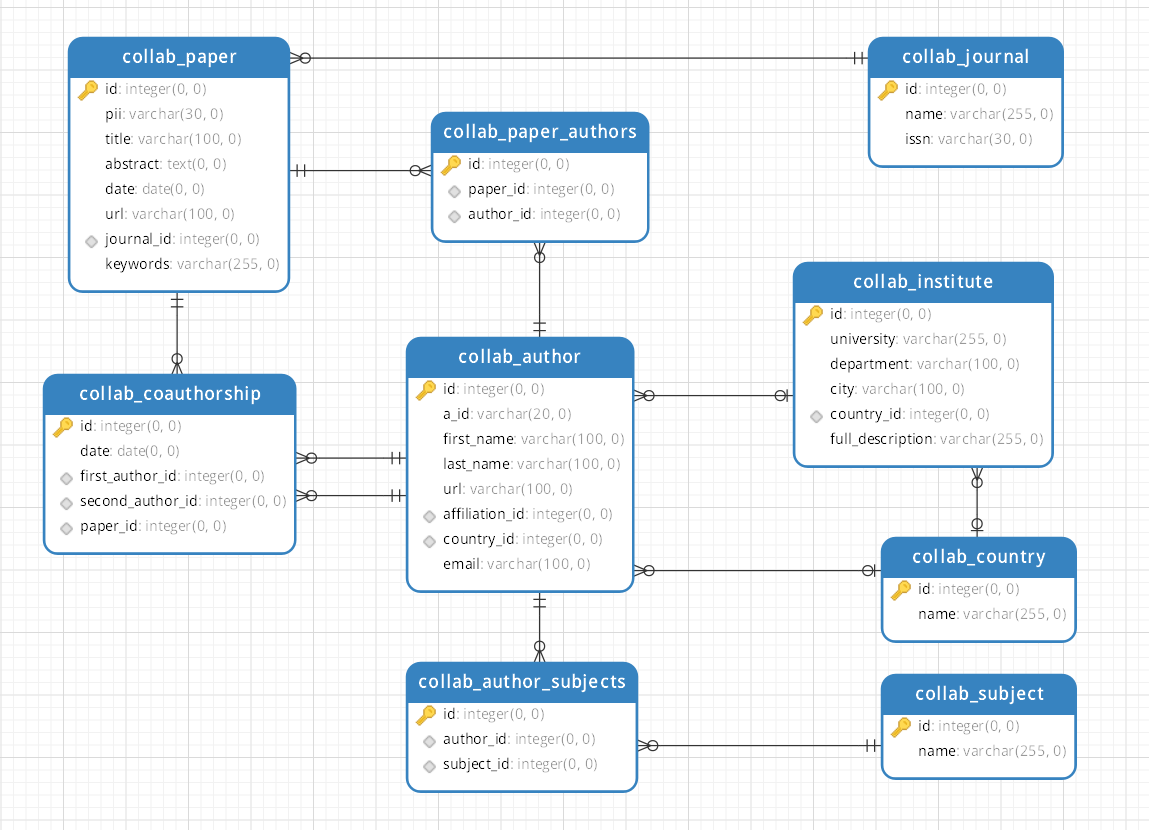 collab_paper
id: integer(0, 0)
pii: varchar(30, 0)
title: varchar(100, 0)
abstract: text(0, 0)
date: date(0, 0)
url: varchar(100, 0)
journal_id: integer(0, 0)
keywords: varchar(255, 0)
collab_journal
id: integer(0, 0)
name: varchar(255, 0)
issn: varchar(30, 0)
collab_paper_authors
id: integer(0, 0)
paper_id: integer(0, 0)
author_id: integer(0, 0)
collab_institute
id: integer(0, 0)
university: varchar(255, 0)
department: varchar(100, 0)
city: varchar(100, 0)
country_id: integer(0, 0)
full_description: varchar(255, 0)
collab_author
id: integer(0, 0)
a_id: varchar(20, 0)
first_name: varchar(100, 0)
last_name: varchar(100, 0)
url: varchar(100, 0)
affiliation_id: integer(0, 0)
country_id: integer(0, 0)
email: varchar(100, 0)
collab_coauthorship
id: integer(0, 0)
date: date(0, 0)
first_author_id: integer(0, 0)
second_author_id: integer(0, 0)
paper_id: integer(0, 0)
collab_country
id: integer(0, 0)
name: varchar(255, 0)
collab_author_subjects
id: integer(0, 0)
author_id: integer(0, 0)
subject_id: integer(0, 0)
collab_subject
id: integer(0, 0)
name: varchar(255, 0)